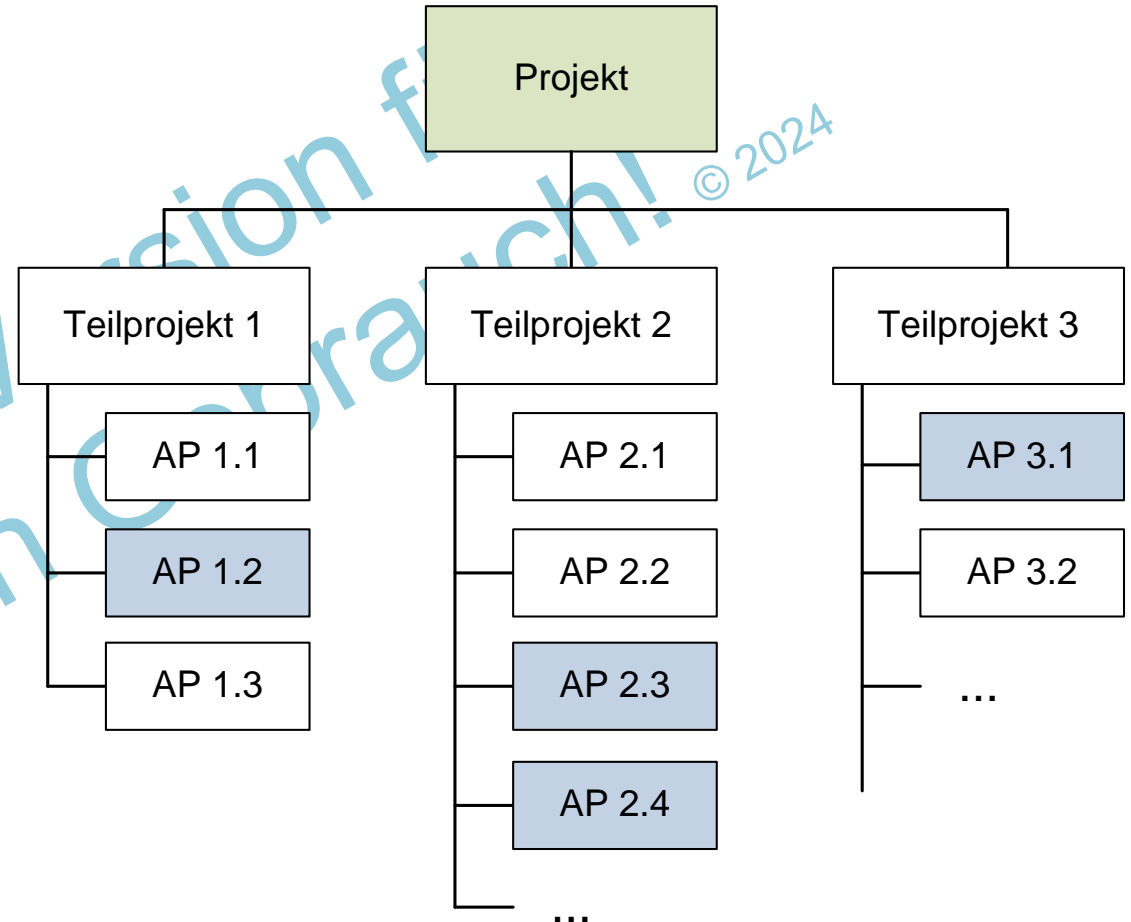 Projekt
© 2024
Teilprojekt 1
Teilprojekt 2
Teilprojekt 3
AP 1.1
AP 2.1
AP 3.1
AP 1.2
AP 2.2
AP 3.2
AP 1.3
AP 2.3
...
AP 2.4
...